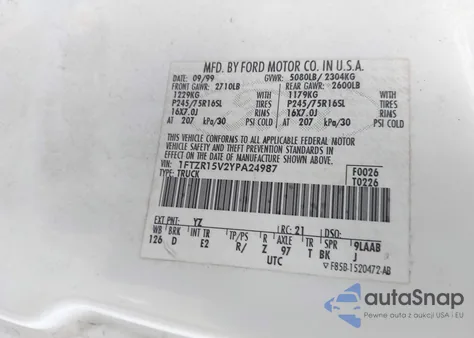 MFD. BY FORD MOTOR CO. IN U.S.A.
DATE: 09/99 GVWR: 5080LB/ 2304KG
FRONT GAWR: 2710LB REAR GAWR: 2600LB
1229KG 1179KG
P245/75R16SL TIRES P245/75R16SL TIRES
16X7.0J RIMS 16X7.0J RIMS
AT 207 kPa/30 PSI COLD AT 207 kPa/30 PSI COLD
THIS VEHICLE CONFORMS TO ALL APPLICABLE FEDERAL MOTOR
VEHICLE SAFETY AND THEFT PREVENTION STANDARDS IN
EFFECT ON THE DATE OF MANUFACTURE SHOWN ABOVE.
VIN: 1FTZR15V2YPA24987 F0026
TYPE: TRUCK T0226
EXT PNT: YZ RC: 21 DSO:
WB BRK INT TR TP/PS R AXLE TR SPR 9LAAB
126 D E2 R/ Z 97 T BK J
UTC F85B-1520472-AB
autoSnap
Pewne auta z USA i EU